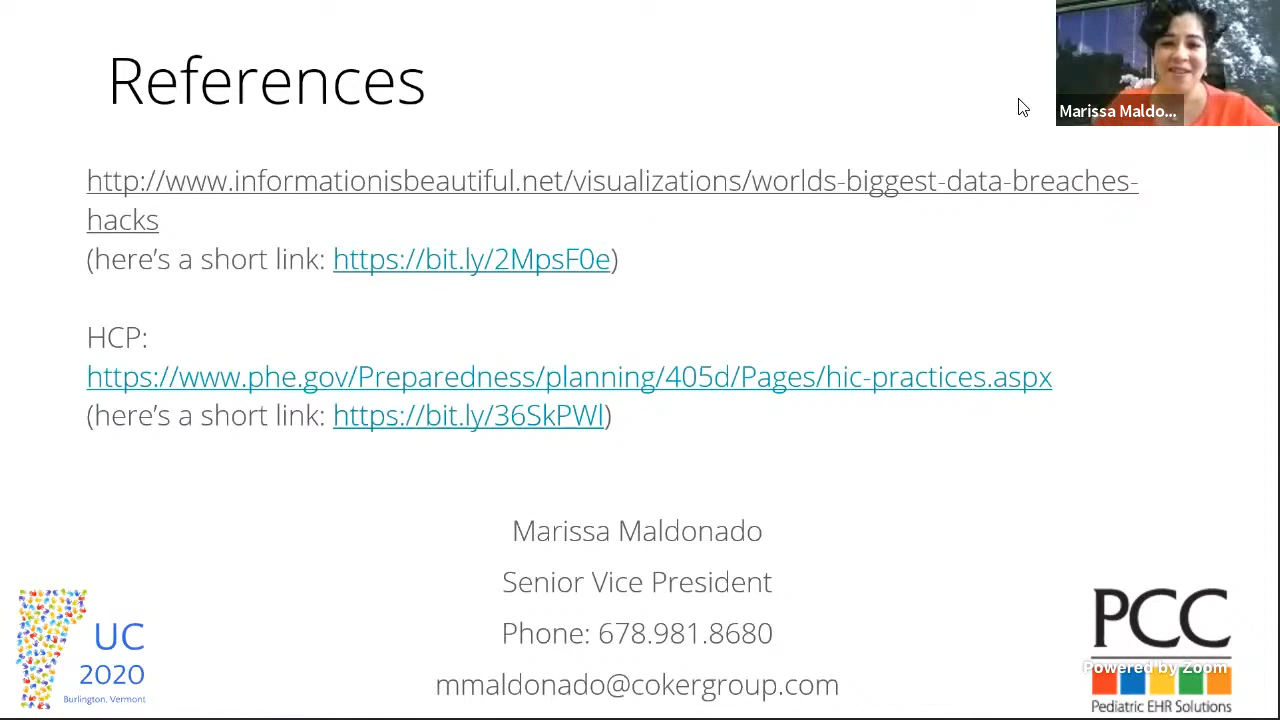 References
Marissa Maldo...
http://www.informationisbeautiful.net/visualizations/worlds-biggest-data-breaches-
hacks
(here’s a short link: https://bit.ly/2MpsF0e)
HCP:
https://www.phe.gov/Preparedness/planning/405d/Pages/hic-practices.aspx
(here’s a short link: https://bit.ly/36SkPWl)
Marissa Maldonado
Senior Vice President
Phone: 678.981.8680
mmaldonado@cokergroup.com
UC
2020
Burlington, Vermont
PCC
Powered by Zoom
Pediatric EHR Solutions